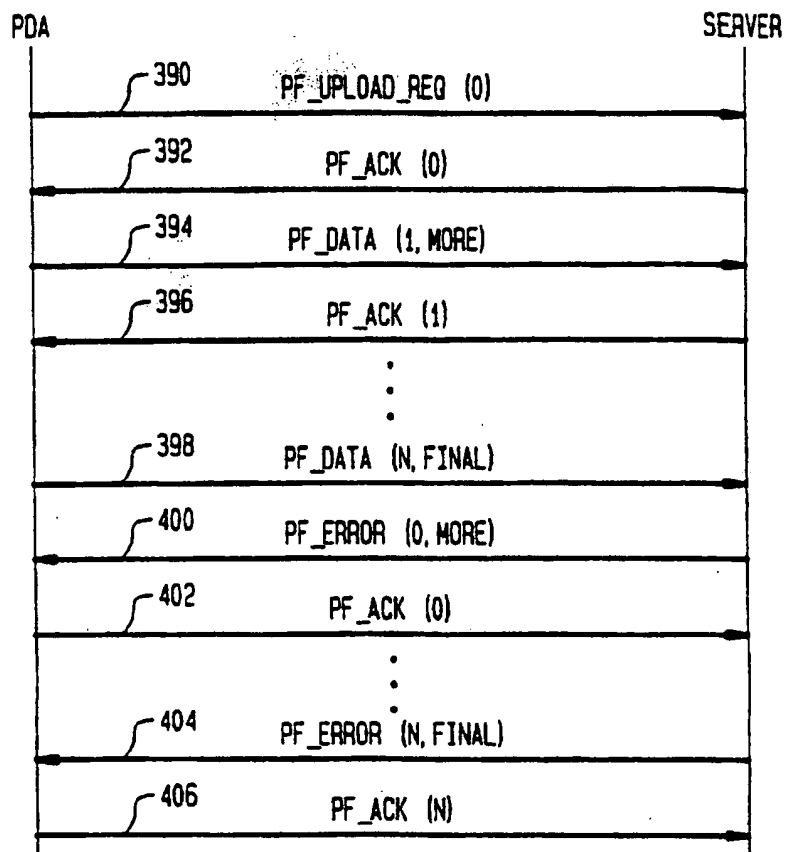 PDA SERVER
390 PF_UPLOAD_REQ (0)
392 PF_ACK (0)
394 PF_DATA (1, MORE)
396 PF_ACK (1)
398 PF_DATA (N, FINAL)
400 PF_ERROR (0, MORE)
402 PF_ACK (0)
404 PF_ERROR (N, FINAL)
406 PF_ACK (N)